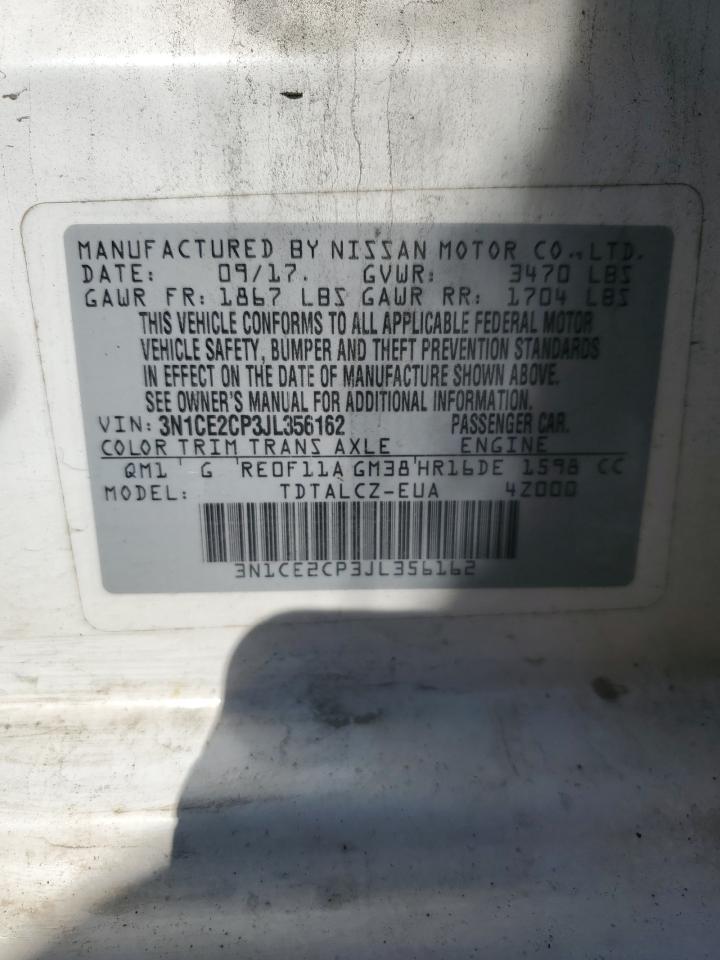 MANUFACTURED BY NISSAN MOTOR CO.,LTD.
DATE: 09/17. GVWR: 3470 LBS
GAWR FR: 1867 LBS GAWR RR: 1704 LBS
THIS VEHICLE CONFORMS TO ALL APPLICABLE FEDERAL MOTOR
VEHICLE SAFETY, BUMPER AND THEFT PREVENTION STANDARDS
IN EFFECT ON THE DATE OF MANUFACTURE SHOWN ABOVE.
SEE OWNER'S MANUAL FOR ADDITIONAL INFORMATION.
VIN: 3N1CE2CP3JL356162 PASSENGER CAR.
COLOR TRIM TRANS AXLE ENGINE
QM1 G RE0F11A GM38 HR16DE 1598 CC
MODEL: TDTALCZ-EUA 4Z000
3N1CE2CP3JL356162